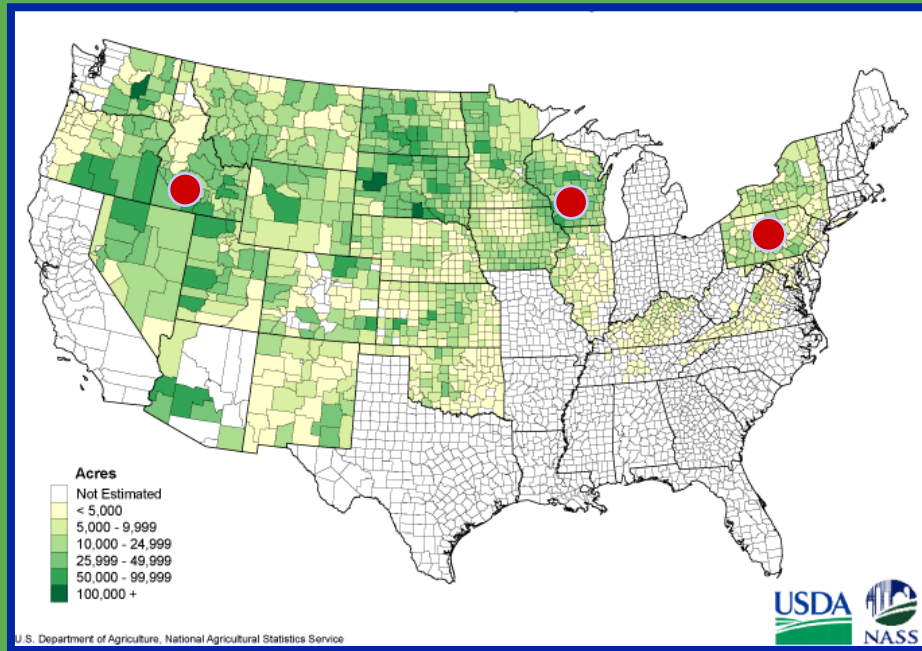 Acres
Not Estimated
< 5,000
5,000 - 9,999
10,000 - 24,999
25,999 - 49,999
50,000 - 99,999
100,000 +
USDA
NASS
U.S. Department of Agriculture, National Agricultural Statistics Service